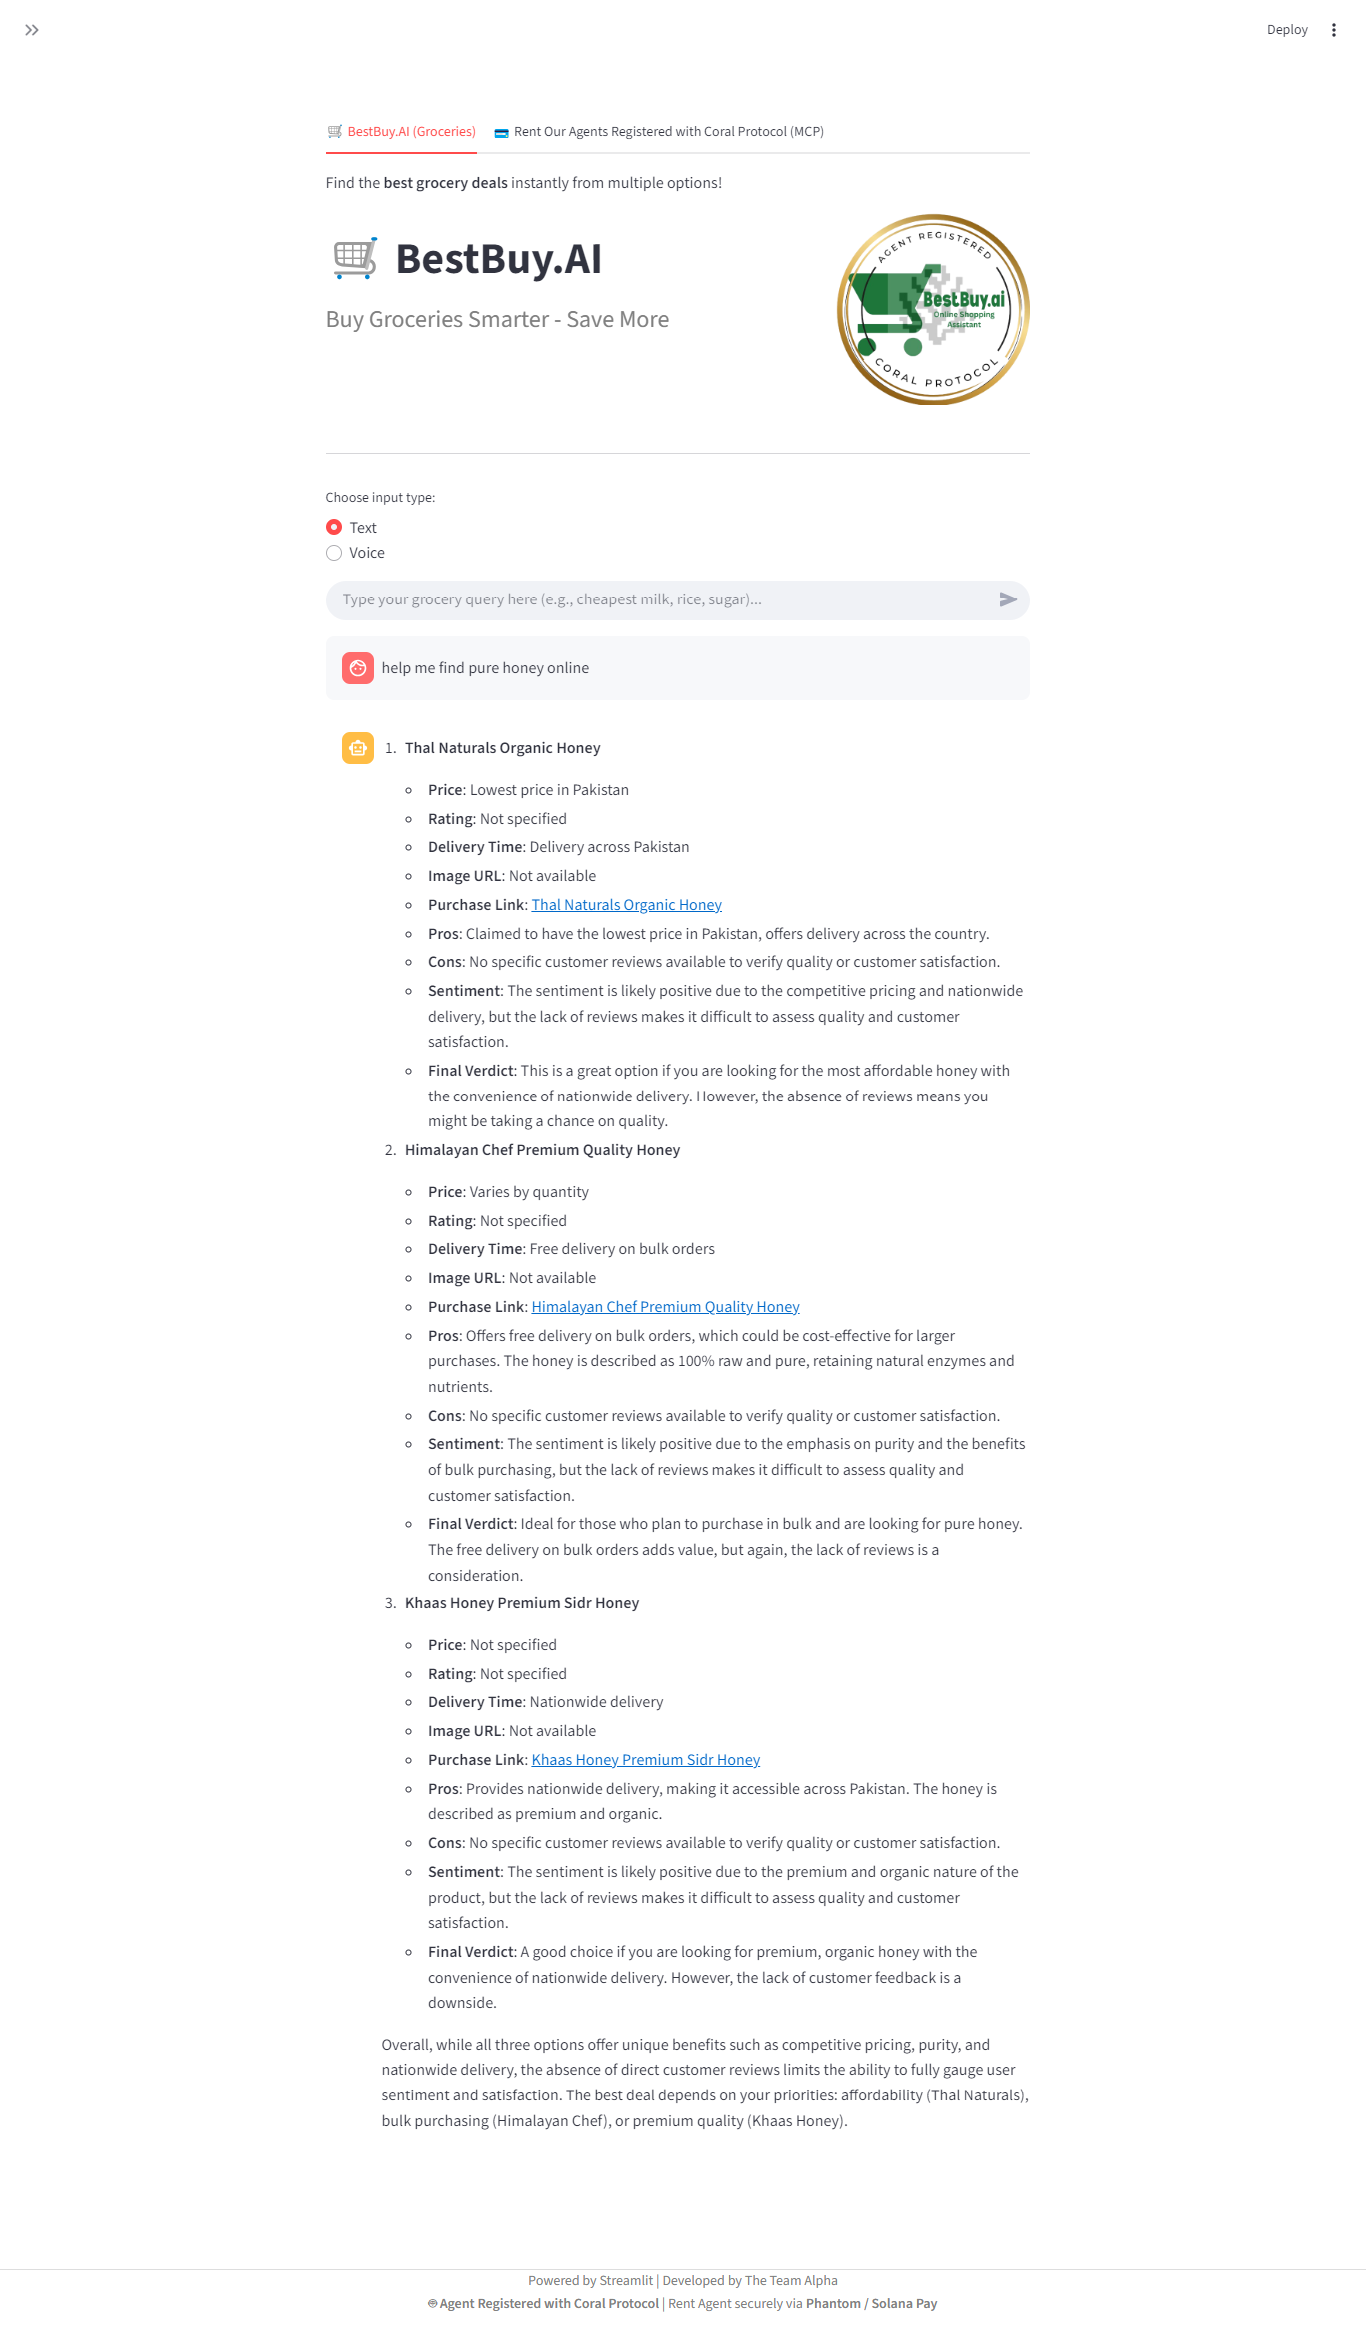 Deploy
BestBuy.AI (Groceries) Rent Our Agents Registered with Coral Protocol (MCP)
Find the best grocery deals instantly from multiple options!
BestBuy.AI
Buy Groceries Smarter - Save More
AGENT REGISTERED
BestBuy.ai
Online Shopping
Assistant
CORAL PROTOCOL
Choose input type:
Text
Voice
Type your grocery query here (e.g., cheapest milk, rice, sugar)...
help me find pure honey online
1. Thal Naturals Organic Honey
Price: Lowest price in Pakistan
Rating: Not specified
Delivery Time: Delivery across Pakistan
Image URL: Not available
Purchase Link: Thal Naturals Organic Honey
Pros: Claimed to have the lowest price in Pakistan, offers delivery across the country.
Cons: No specific customer reviews available to verify quality or customer satisfaction.
Sentiment: The sentiment is likely positive due to the competitive pricing and nationwide
delivery, but the lack of reviews makes it difficult to assess quality and customer
satisfaction.
Final Verdict: This is a great option if you are looking for the most affordable honey with
the convenience of nationwide delivery. However, the absence of reviews means you
might be taking a chance on quality.
2. Himalayan Chef Premium Quality Honey
Price: Varies by quantity
Rating: Not specified
Delivery Time: Free delivery on bulk orders
Image URL: Not available
Purchase Link: Himalayan Chef Premium Quality Honey
Pros: Offers free delivery on bulk orders, which could be cost-effective for larger
purchases. The honey is described as 100% raw and pure, retaining natural enzymes and
nutrients.
Cons: No specific customer reviews available to verify quality or customer satisfaction.
Sentiment: The sentiment is likely positive due to the emphasis on purity and the benefits
of bulk purchasing, but the lack of reviews makes it difficult to assess quality and
customer satisfaction.
Final Verdict: Ideal for those who plan to purchase in bulk and are looking for pure honey.
The free delivery on bulk orders adds value, but again, the lack of reviews is a
consideration.
3. Khaas Honey Premium Sidr Honey
Price: Not specified
Rating: Not specified
Delivery Time: Nationwide delivery
Image URL: Not available
Purchase Link: Khaas Honey Premium Sidr Honey
Pros: Provides nationwide delivery, making it accessible across Pakistan. The honey is
described as premium and organic.
Cons: No specific customer reviews available to verify quality or customer satisfaction.
Sentiment: The sentiment is likely positive due to the premium and organic nature of the
product, but the lack of reviews makes it difficult to assess quality and customer
satisfaction.
Final Verdict: A good choice if you are looking for premium, organic honey with the
convenience of nationwide delivery. However, the lack of customer feedback is a
downside.
Overall, while all three options offer unique benefits such as competitive pricing, purity, and
nationwide delivery, the absence of direct customer reviews limits the ability to fully gauge user
sentiment and satisfaction. The best deal depends on your priorities: affordability (Thal Naturals),
bulk purchasing (Himalayan Chef), or premium quality (Khaas Honey).
Powered by Streamlit | Developed by The Team Alpha
Agent Registered with Coral Protocol | Rent Agent securely via Phantom / Solana Pay